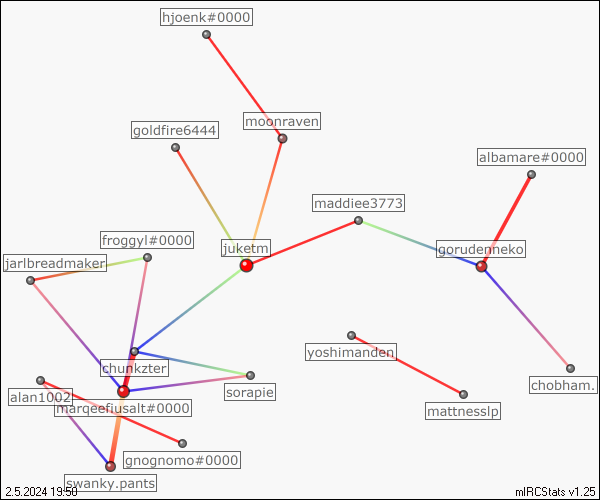 hjoenk#0000
moonraven
goldfire6444
albamare#0000
maddiee3773
froggyl#0000
juketm
gorudenneko
jarlbreadmaker
yoshimanden
chunkzter
chobham.
sorapie
alan1002
marqeefiusalt#0000
mattnesslp
gnognomo#0000
swanky.pants
2.5.2024 19:50
mIRCStats v1.25